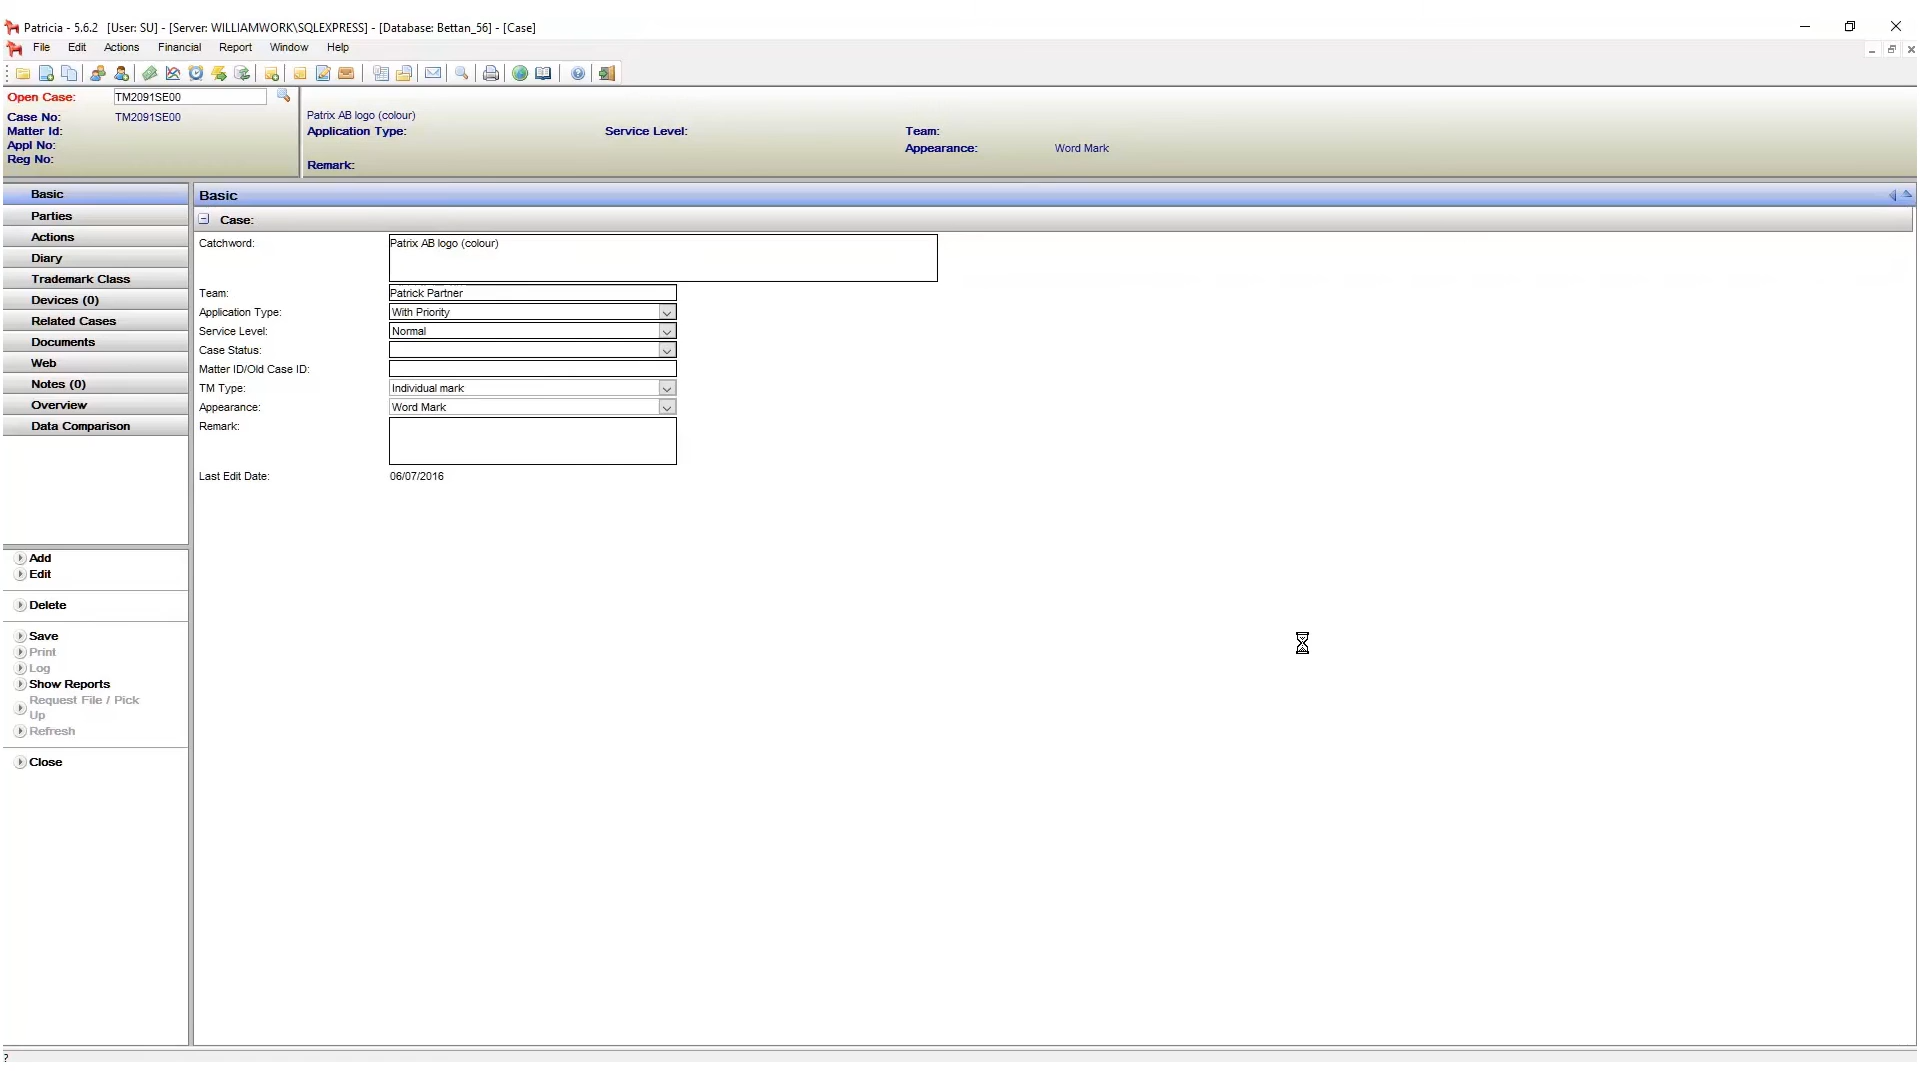 Patricia - 5.6.2 [User: SU] - [Server: WILLIAMWORK\SQLEXPRESS] - [Database: Bettan_56] - [Case]
File Edit Actions Financial Report Window Help
Open Case: TM2091SE00
Case No: TM2091SE00
Matter Id:
Appl No:
Reg No:
Patrix AB logo (colour)
Application Type: Service Level: Team:
Appearance: Word Mark
Remark:
Basic
Parties
Actions
Diary
Trademark Class
Devices (0)
Related Cases
Documents
Web
Notes (0)
Overview
Data Comparison
Add
Edit
Delete
Save
Print
Log
Show Reports
Request File / Pick
Up
Refresh
Close
Basic
Case:
Catchword: Patrix AB logo (colour)
Team: Patrick Partner
Application Type: With Priority
Service Level: Normal
Case Status:
Matter ID/Old Case ID:
TM Type: Individual mark
Appearance: Word Mark
Remark:
Last Edit Date: 06/07/2016
?